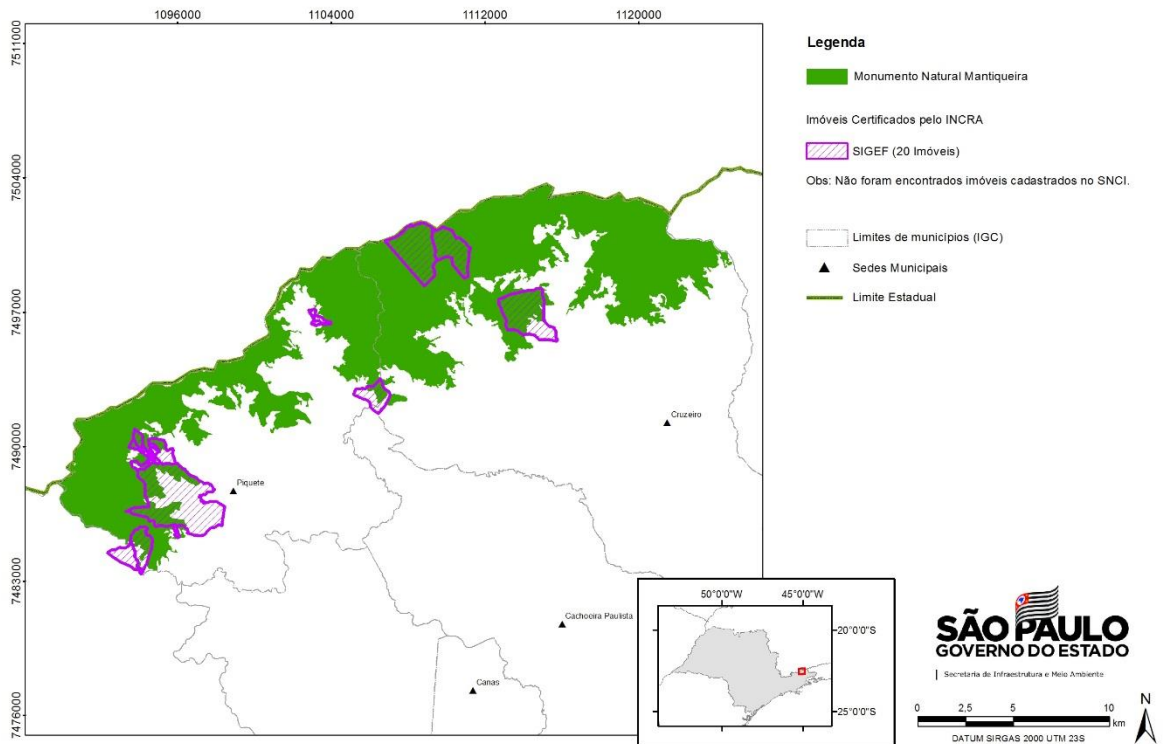 1096000 1104000 1112000 1120000
7511000
7504000
7497000
7490000
7483000
7476000
Cruzeiro
Piquete
Cachoeira Paulista
Canas
Legenda
Monumento Natural Mantiqueira
Imóveis Certificados pelo INCRA
SIGEF (20 Imóveis)
Obs: Não foram encontrados imóveis cadastrados no SNCI.
Limites de municípios (IGC)
Sedes Municipais
Limite Estadual
50°0'0"W 45°0'0"W
20°0'0"S
25°0'0"S
SÃO PAULO
GOVERNO DO ESTADO
Secretaria de Infraestrutura e Meio Ambiente
0 2,5 5 10
km
DATUM SIRGAS 2000 UTM 23S
N